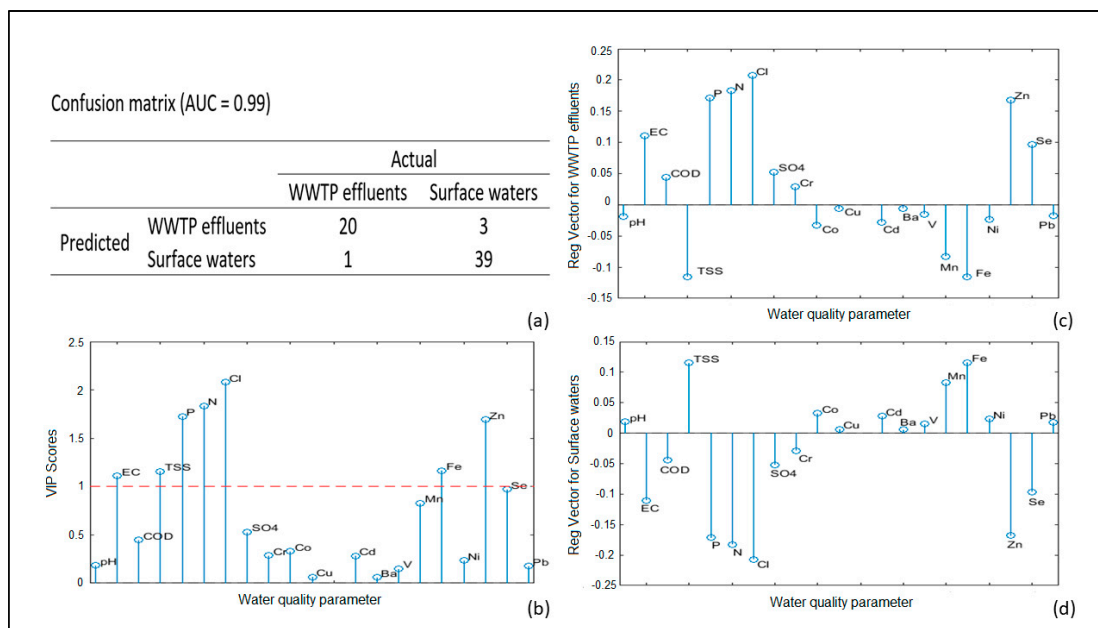 Confusion matrix (AUC = 0.99)
Actual
WWTP effluents Surface waters
Predicted WWTP effluents 20 3
Surface waters 1 39
(a)
2.5
2
1.5
1
0.5
0
VIP Scores
pH EC COD TSS P N Cl SO4 Cr Co Cu Cd Ba V Mn Fe Ni Zn Se Pb
Water quality parameter
(b)
0.25
0.2
0.15
0.1
0.05
0
-0.05
-0.1
-0.15
Reg Vector for WWTP effluents
pH EC COD TSS P N Cl SO4 Cr Co Cu Cd Ba V Mn Fe Ni Zn Se Pb
Water quality parameter
(c)
0.15
0.1
0.05
0
-0.05
-0.1
-0.15
-0.2
-0.25
Reg Vector for Surface waters
pH EC COD TSS P N Cl SO4 Cr Co Cu Cd Ba V Mn Fe Ni Zn Se Pb
Water quality parameter
(d)